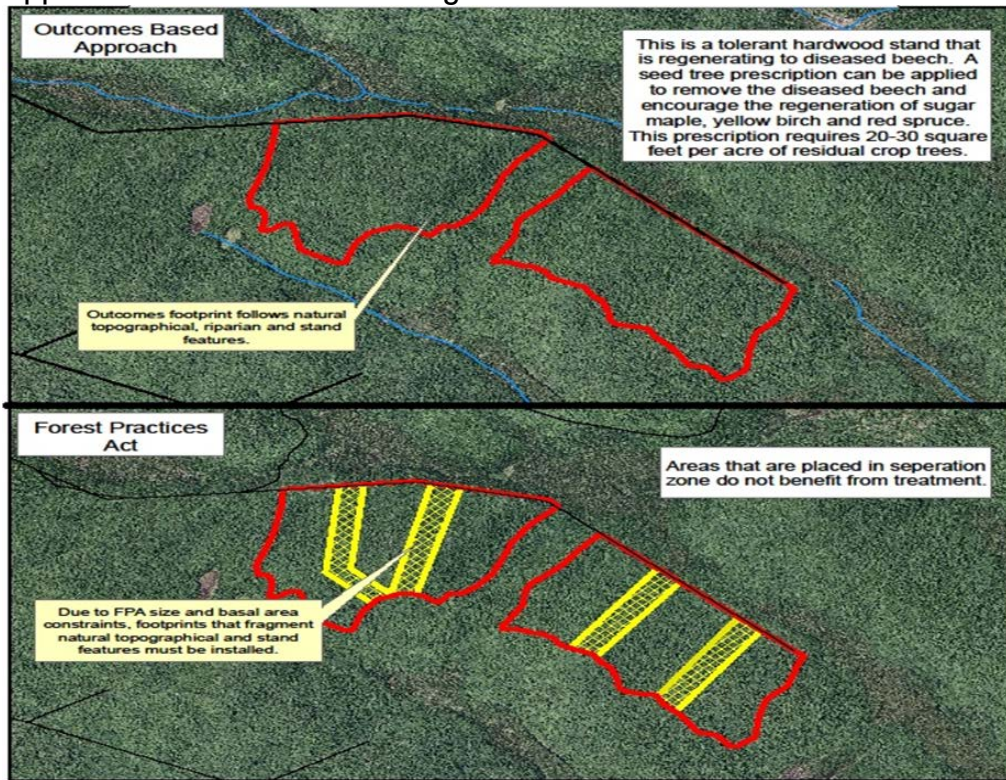 Outcomes Based
Approach
This is a tolerant hardwood stand that
is regenerating to diseased beech. A
seed tree prescription can be applied
to remove the diseased beech and
encourage the regeneration of sugar
maple, yellow birch and red spruce.
This prescription requires 20-30 square
feet per acre of residual crop trees.
Outcomes footprint follows natural
topographical, riparian and stand
features.
Forest Practices
Act
Areas that are placed in seperation
zone do not benefit from treatment.
Due to FPA size and basal area
constraints, footprints that fragment
natural topographical and stand
features must be installed.